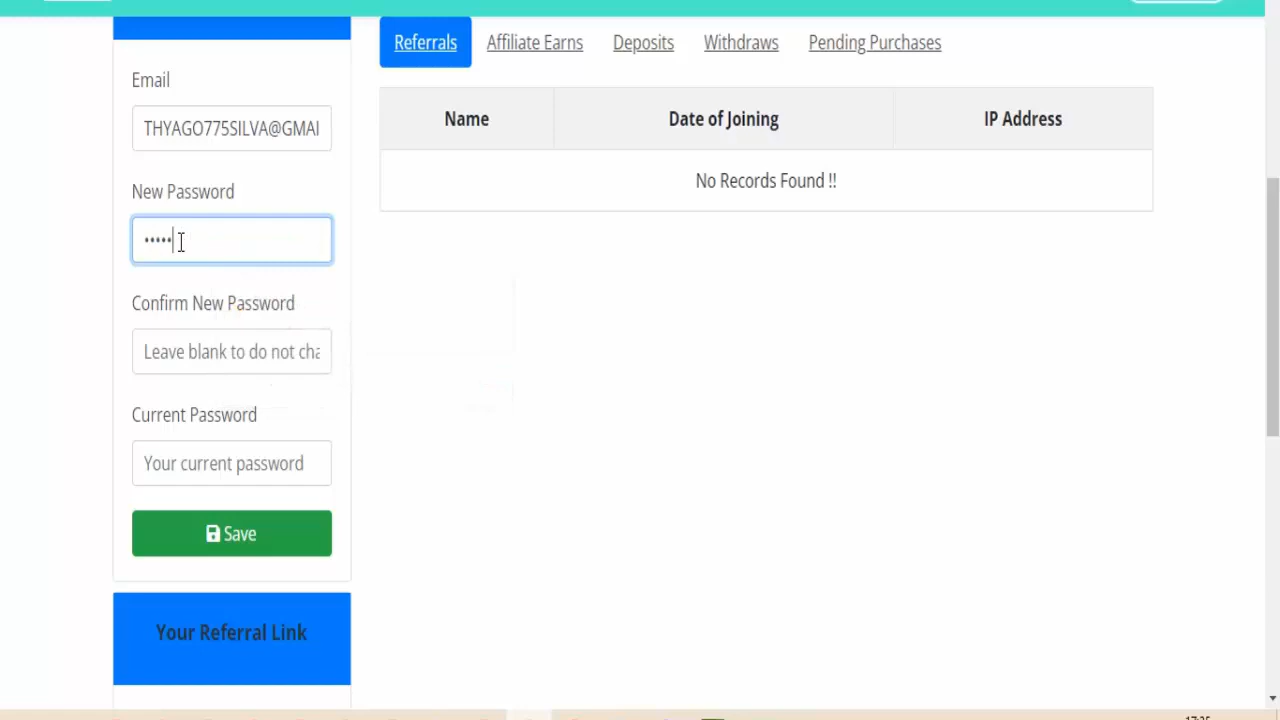 Referrals Affiliate Earns Deposits Withdraws Pending Purchases
Email
THYAGO775SILVA@GMAI
New Password
•••••
Confirm New Password
Leave blank to do not cha
Current Password
Your current password
Save
Your Referral Link
Name Date of Joining IP Address
No Records Found !!